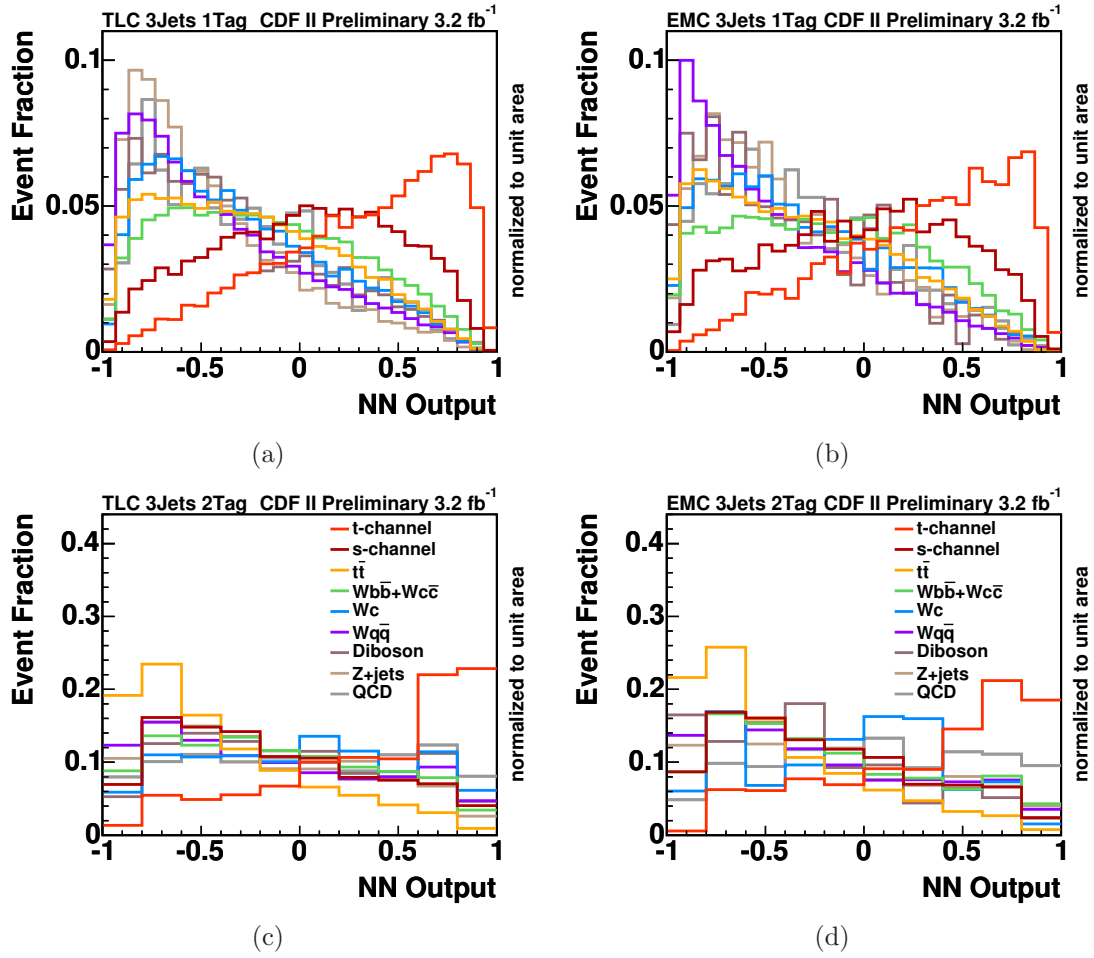 TLC 3Jets 1Tag CDF II Preliminary 3.2 fb-1
Event Fraction
normalized to unit area
0.1
0.05
0
-1 -0.5 0 0.5 1
NN Output
(a)
EMC 3Jets 1Tag CDF II Preliminary 3.2 fb-1
Event Fraction
normalized to unit area
0.1
0.05
0
-1 -0.5 0 0.5 1
NN Output
(b)
TLC 3Jets 2Tag CDF II Preliminary 3.2 fb-1
Event Fraction
normalized to unit area
0.4
0.3
0.2
0.1
0
t-channel
s-channel
tt̄
Wbb̄+Wcc̄
Wc
Wqq̄
Diboson
Z+jets
QCD
-1 -0.5 0 0.5 1
NN Output
(c)
EMC 3Jets 2Tag CDF II Preliminary 3.2 fb-1
Event Fraction
normalized to unit area
0.4
0.3
0.2
0.1
0
t-channel
s-channel
tt̄
Wbb̄+Wcc̄
Wc
Wqq̄
Diboson
Z+jets
QCD
-1 -0.5 0 0.5 1
NN Output
(d)